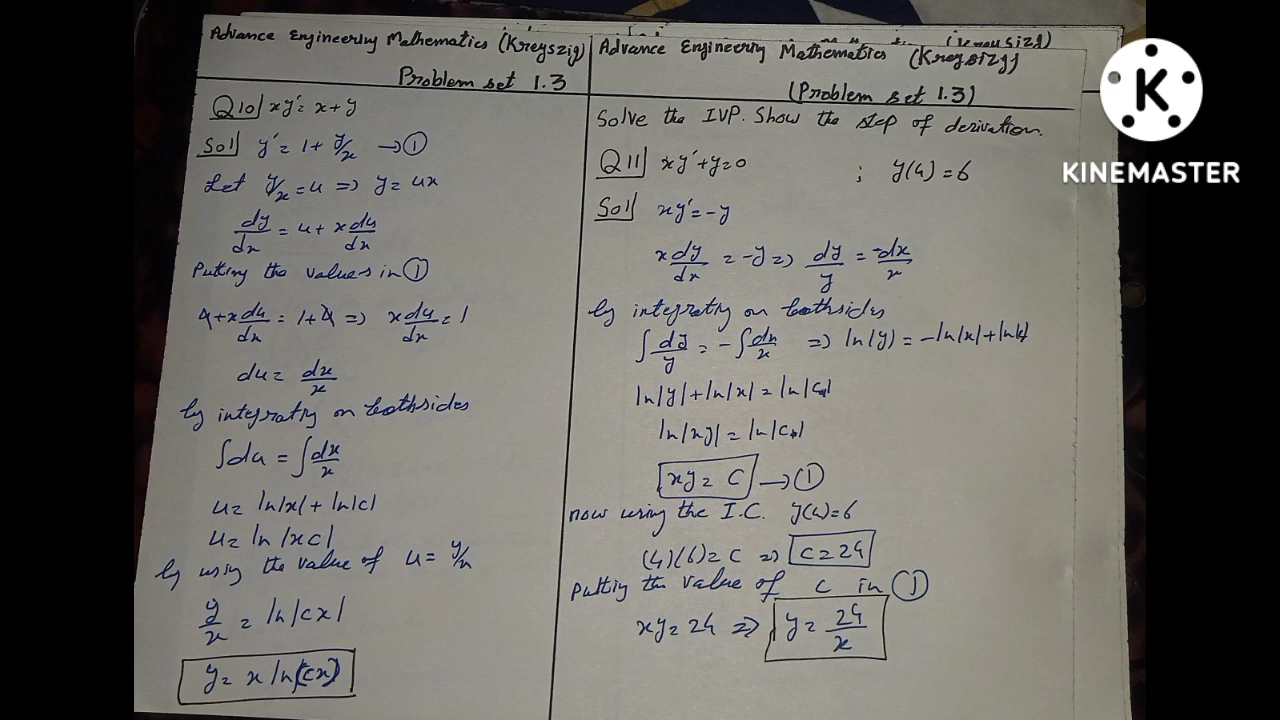 Advance Engineering Mathematics (Kreyszig)
Problem set 1.3
Q10| xy' = x + y
Sol| y' = 1 + y/x → ①
Let y/x = u ⇒ y = ux
dy/dx = u + x du/dx
Putting the values in ①
u + x du/dx = 1 + u ⇒ x du/dx = 1
du = dx/x
by integratry on bothsides
∫du = ∫dx/x
u = ln|x| + ln|c|
u = ln|xc|
by using the value of u = y/x
y/x = ln|cx|
y = x ln(cx)
Advance Engineering Mathematics (Kreyszig)
(Problem set 1.3)
Solve the IVP. Show the step of derivation.
Q11| xy' + y = 0 ; y(4) = 6
Sol| xy' = -y
x dy/dx = -y ⇒ dy/y = -dx/x
by integratry on bothsides
∫dy/y = -∫dx/x ⇒ ln|y| = -ln|x| + ln|c|
ln|y| + ln|x| = ln|c|
ln|xy| = ln|c|
xy = C → ①
now using the I.C. y(4) = 6
(4)(6) = C ⇒ C = 24
Putting the value of C in ①
xy = 24 ⇒ y = 24/x
K
KINEMASTER